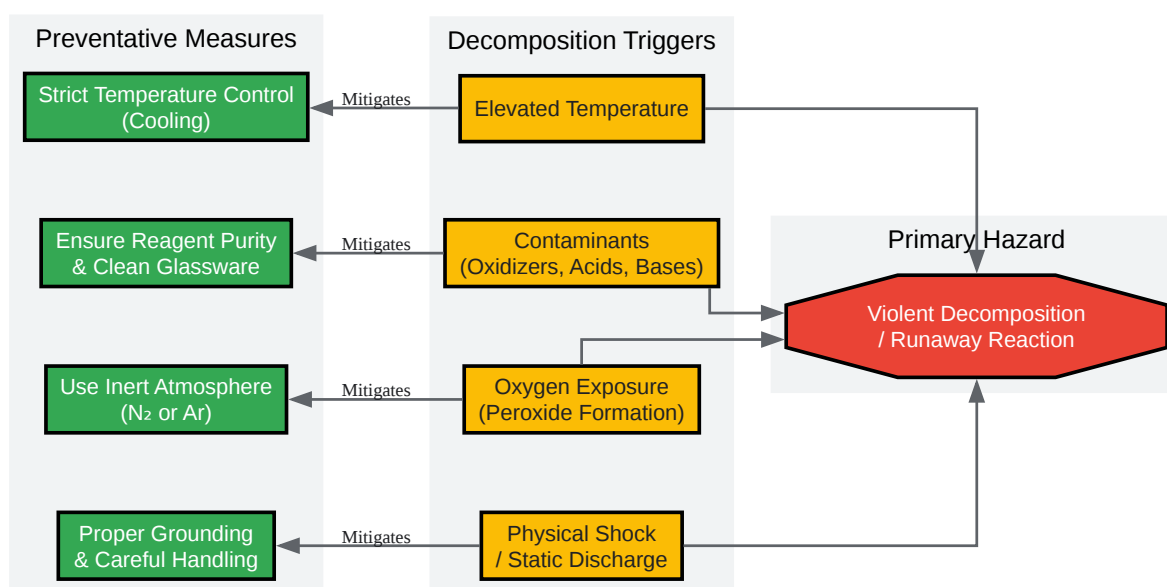 Preventative Measures
Decomposition Triggers
Strict Temperature Control
(Cooling)
Mitigates
Elevated Temperature
Ensure Reagent Purity
& Clean Glassware
Mitigates
Contaminants
(Oxidizers, Acids, Bases)
Primary Hazard
Violent Decomposition
/ Runaway Reaction
Use Inert Atmosphere
(N₂ or Ar)
Mitigates
Oxygen Exposure
(Peroxide Formation)
Proper Grounding
& Careful Handling
Mitigates
Physical Shock
/ Static Discharge